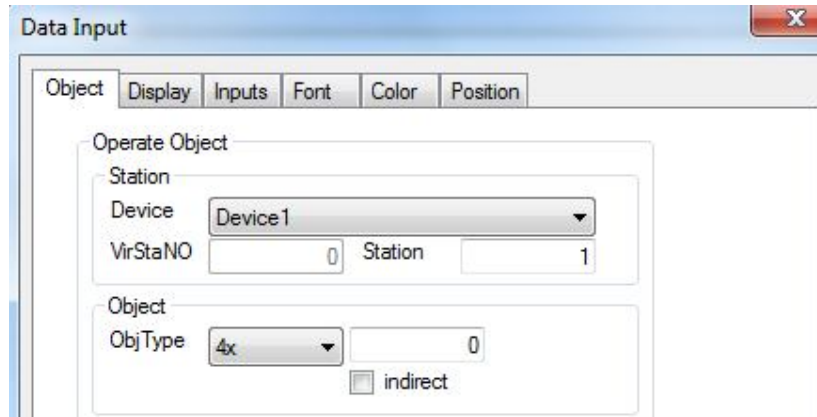 Data Input
Object Display Inputs Font Color Position
Operate Object
Station
Device Device1
VirStaNO 0 Station 1
Object
ObjType 4x 0
indirect